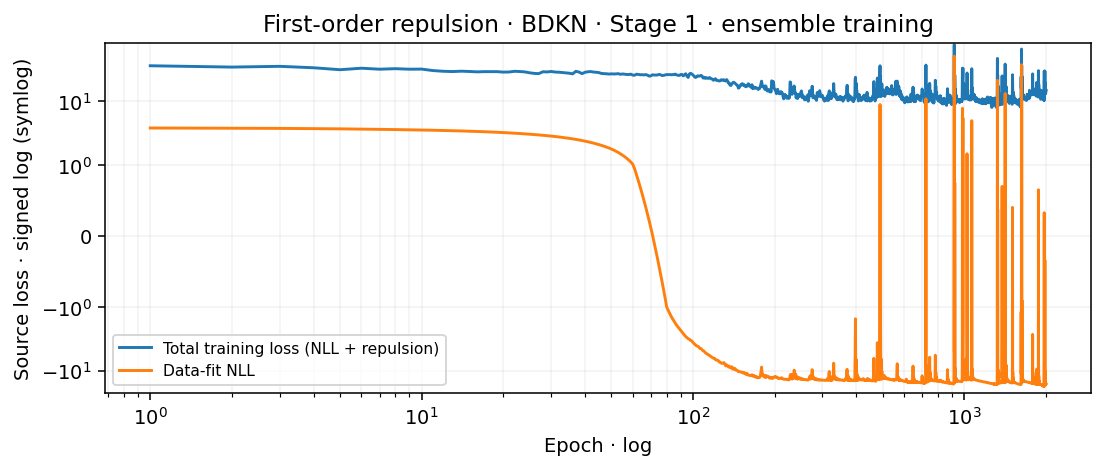 First-order repulsion · BDKN · Stage 1 · ensemble training
Source loss · signed log (symlog)
10¹
10⁰
0
−10⁰
−10¹
Total training loss (NLL + repulsion)
Data-fit NLL
10⁰ 10¹ 10² 10³
Epoch · log